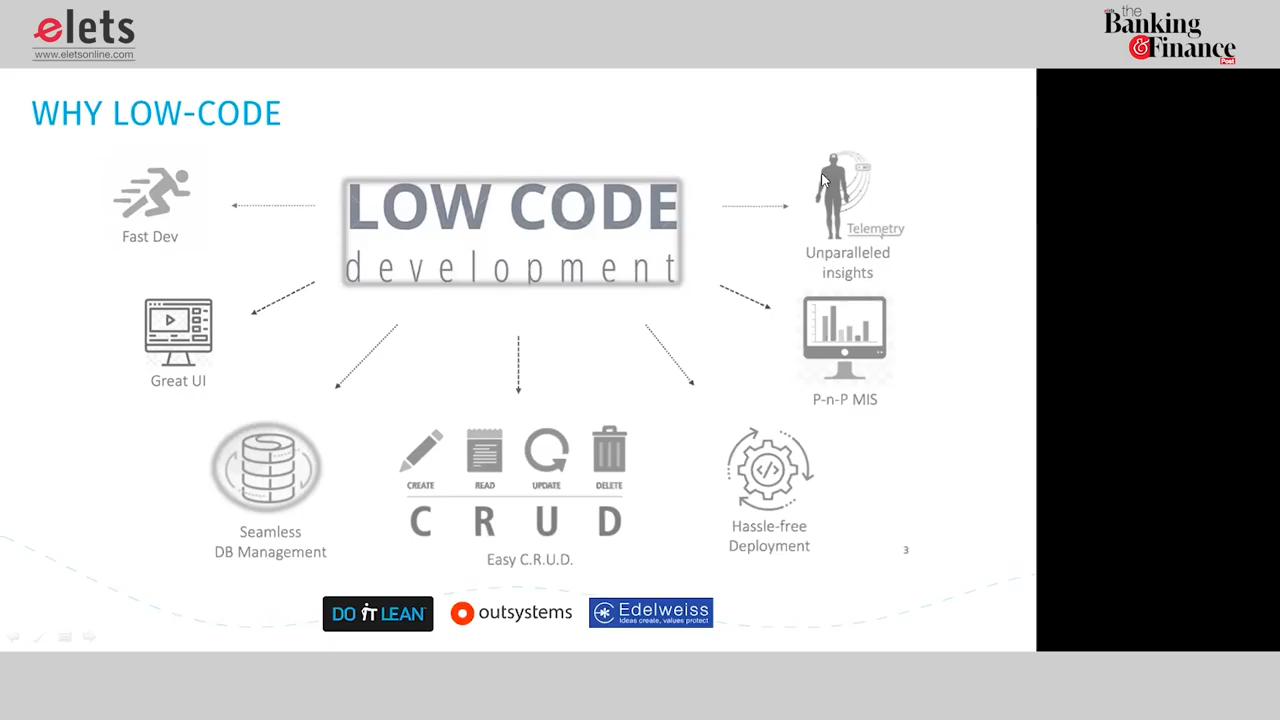 elets
www.eletsonline.com
elets the
Banking
&Finance
Post
WHY LOW-CODE
Fast Dev
LOW CODE
development
Telemetry
Unparalleled
insights
Great UI
P-n-P MIS
CREATE READ UPDATE DELETE
C R U D
Easy C.R.U.D.
Seamless
DB Management
Hassle-free
Deployment
3
DO iT LEAN
outsystems
Edelweiss
Ideas create, values protect